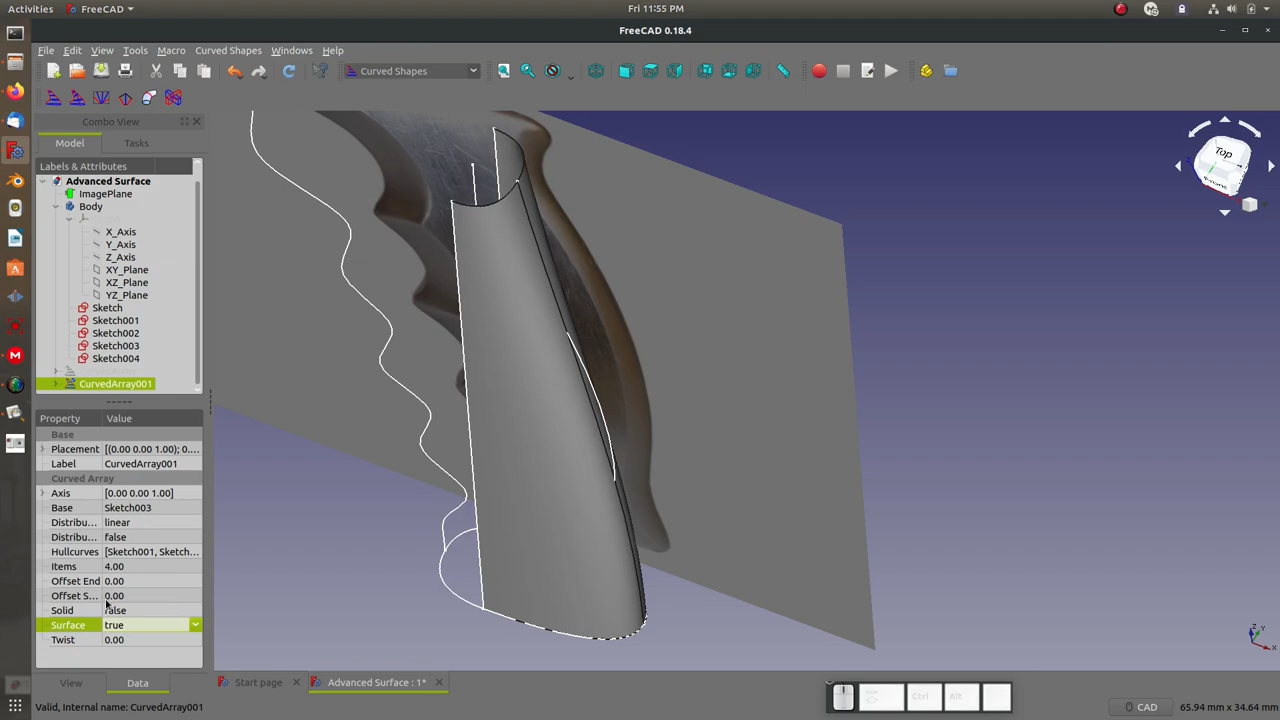 Activities FreeCAD Fri 11:55 PM
FreeCAD 0.18.4
File Edit View Tools Macro Curved Shapes Windows Help
Curved Shapes
Combo View
Model Tasks
Labels & Attributes
Advanced Surface
ImagePlane
Body
X_Axis
Y_Axis
Z_Axis
XY_Plane
XZ_Plane
YZ_Plane
Sketch
Sketch001
Sketch002
Sketch003
Sketch004
CurvedArray001
Property Value
Base
Placement [(0.00 0.00 1.00); 0....
Label CurvedArray001
Curved Array
Axis [0.00 0.00 1.00]
Base Sketch003
Distribu... linear
Distribu... false
Hullcurves [Sketch001, Sketch...
Items 4.00
Offset End 0.00
Offset S... 0.00
Solid false
Surface true
Twist 0.00
View Data
Start page Advanced Surface : 1*
Valid, Internal name: CurvedArray001
Ctrl Alt
CAD 65.94 mm x 34.64 mm
Top
Z Y
X